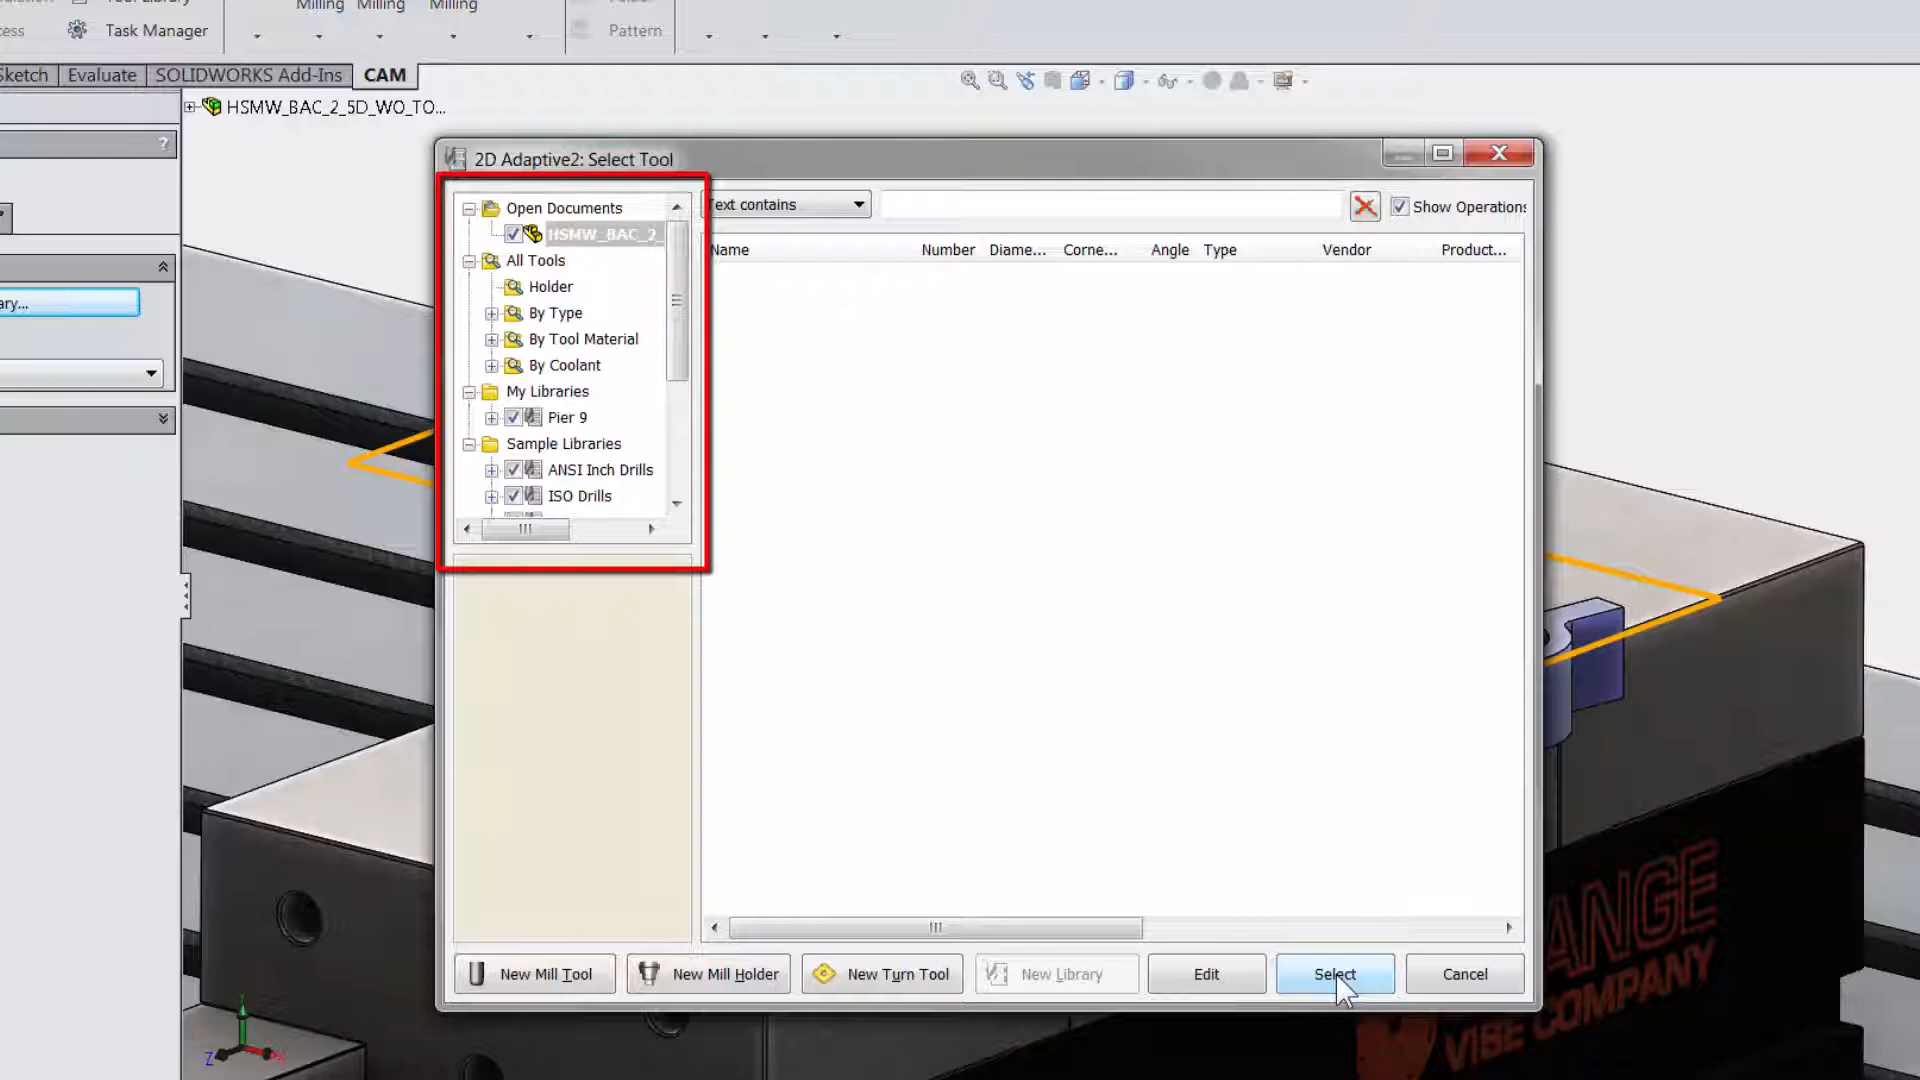 Milling Milling Milling
Task Manager
Pattern
Sketch Evaluate SOLIDWORKS Add-Ins CAM
HSMW_BAC_2_5D_WO_TO...
?
2D Adaptive2: Select Tool
Open Documents
HSMW_BAC_2_
All Tools
Holder
By Type
By Tool Material
By Coolant
My Libraries
Pier 9
Sample Libraries
ANSI Inch Drills
ISO Drills
Text contains
Show Operations
Name Number Diame... Corne... Angle Type Vendor Product...
New Mill Tool New Mill Holder New Turn Tool New Library Edit Select Cancel
ANGE
VIBE COMPANY
Y
Z X